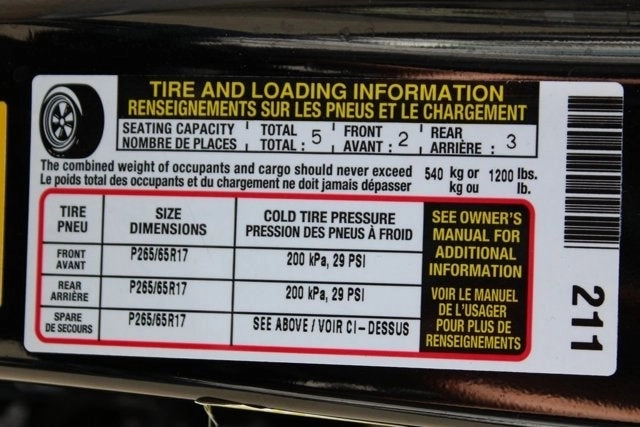 TIRE AND LOADING INFORMATION
RENSEIGNEMENTS SUR LES PNEUS ET LE CHARGEMENT
SEATING CAPACITY TOTAL FRONT REAR
NOMBRE DE PLACES TOTAL : 5 AVANT : 2 ARRIÈRE : 3
The combined weight of occupants and cargo should never exceed 540 kg or 1200 lbs.
Le poids total des occupants et du chargement ne doit jamais dépasser kg ou lb.
TIRE SIZE COLD TIRE PRESSURE
PNEU DIMENSIONS PRESSION DES PNEUS À FROID
FRONT
AVANT P265/65R17 200 kPa, 29 PSI
REAR
ARRIÈRE P265/65R17 200 kPa, 29 PSI
SPARE
DE SECOURS P265/65R17 SEE ABOVE / VOIR CI-DESSUS
SEE OWNER'S
MANUAL FOR
ADDITIONAL
INFORMATION
VOIR LE MANUEL
DE L'USAGER
POUR PLUS DE
RENSEIGNEMENTS
211